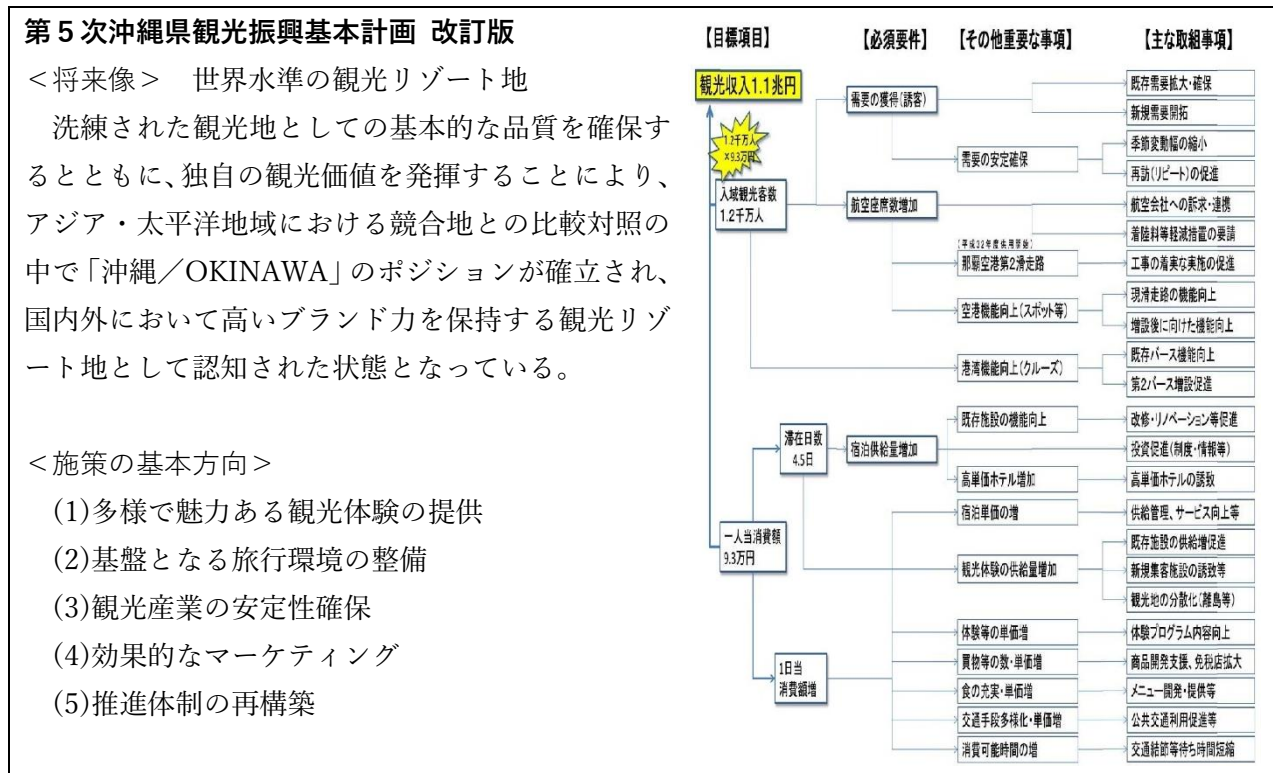 第5次沖縄県観光振興基本計画 改訂版
＜将来像＞　世界水準の観光リゾート地
洗練された観光地としての基本的な品質を確保す
るとともに、独自の観光価値を発揮することにより、
アジア・太平洋地域における競合地との比較対照の
中で「沖縄／OKINAWA」のポジションが確立され、
国内外において高いブランド力を保持する観光リゾ
ート地として認知された状態となっている。
＜施策の基本方向＞
(1)多様で魅力ある観光体験の提供
(2)基盤となる旅行環境の整備
(3)観光産業の安定性確保
(4)効果的なマーケティング
(5)推進体制の再構築
【目標項目】
【必須要件】
【その他重要な事項】
【主な取組事項】
観光収入1.1兆円
1.2千万人
×9.3万円
入域観光客数
1.2千万人
滞在日数
4.5日
一人当消費額
9.3万円
1日当
消費額増
需要の獲得(誘客)
航空座席数増加
宿泊供給量増加
需要の安定確保
(平成32年度供用開始)
那覇空港第2滑走路
空港機能向上(スポット等)
港湾機能向上(クルーズ)
既存施設の機能向上
高単価ホテル増加
宿泊単価の増
観光体験の供給量増加
体験等の単価増
買物等の数・単価増
食の充実・単価増
交通手段多様化・単価増
消費可能時間の増
既存需要拡大・確保
新規需要開拓
季節変動幅の縮小
再訪(リピート)の促進
航空会社への訴求・連携
着陸料等軽減措置の要請
工事の着実な実施の促進
現滑走路の機能向上
増設後に向けた機能向上
既存バース機能向上
第2バース増設促進
改修・リノベーション等促進
投資促進(制度・情報等)
高単価ホテルの誘致
供給管理、サービス向上等
既存施設の供給増促進
新規集客施設の誘致等
観光地の分散化(離島等)
体験プログラム内容向上
商品開発支援、免税店拡大
メニュー開発・提供等
公共交通利用促進等
交通結節等待ち時間短縮